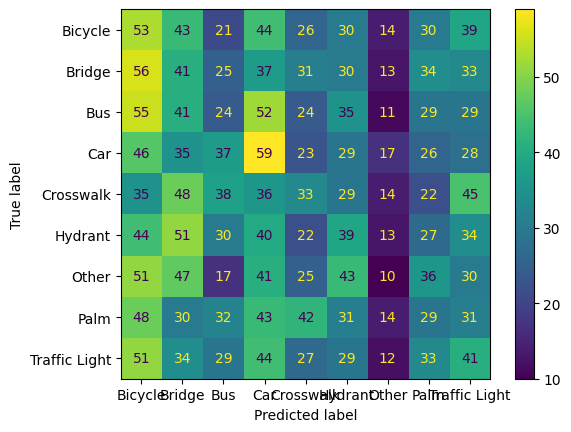 Bicycle 53 43 21 44 26 30 14 30 39
Bridge 56 41 25 37 31 30 13 34 33
Bus 55 41 24 52 24 35 11 29 29
Car 46 35 37 59 23 29 17 26 28
Crosswalk 35 48 38 36 33 29 14 22 45
Hydrant 44 51 30 40 22 39 13 27 34
Other 51 47 17 41 25 43 10 36 30
Palm 48 30 32 43 42 31 14 29 31
Traffic Light 51 34 29 44 27 29 12 33 41
Bicycle Bridge Bus Car Crosswalk Hydrant Other Palm Traffic Light
Predicted label
True label
50
40
30
20
10